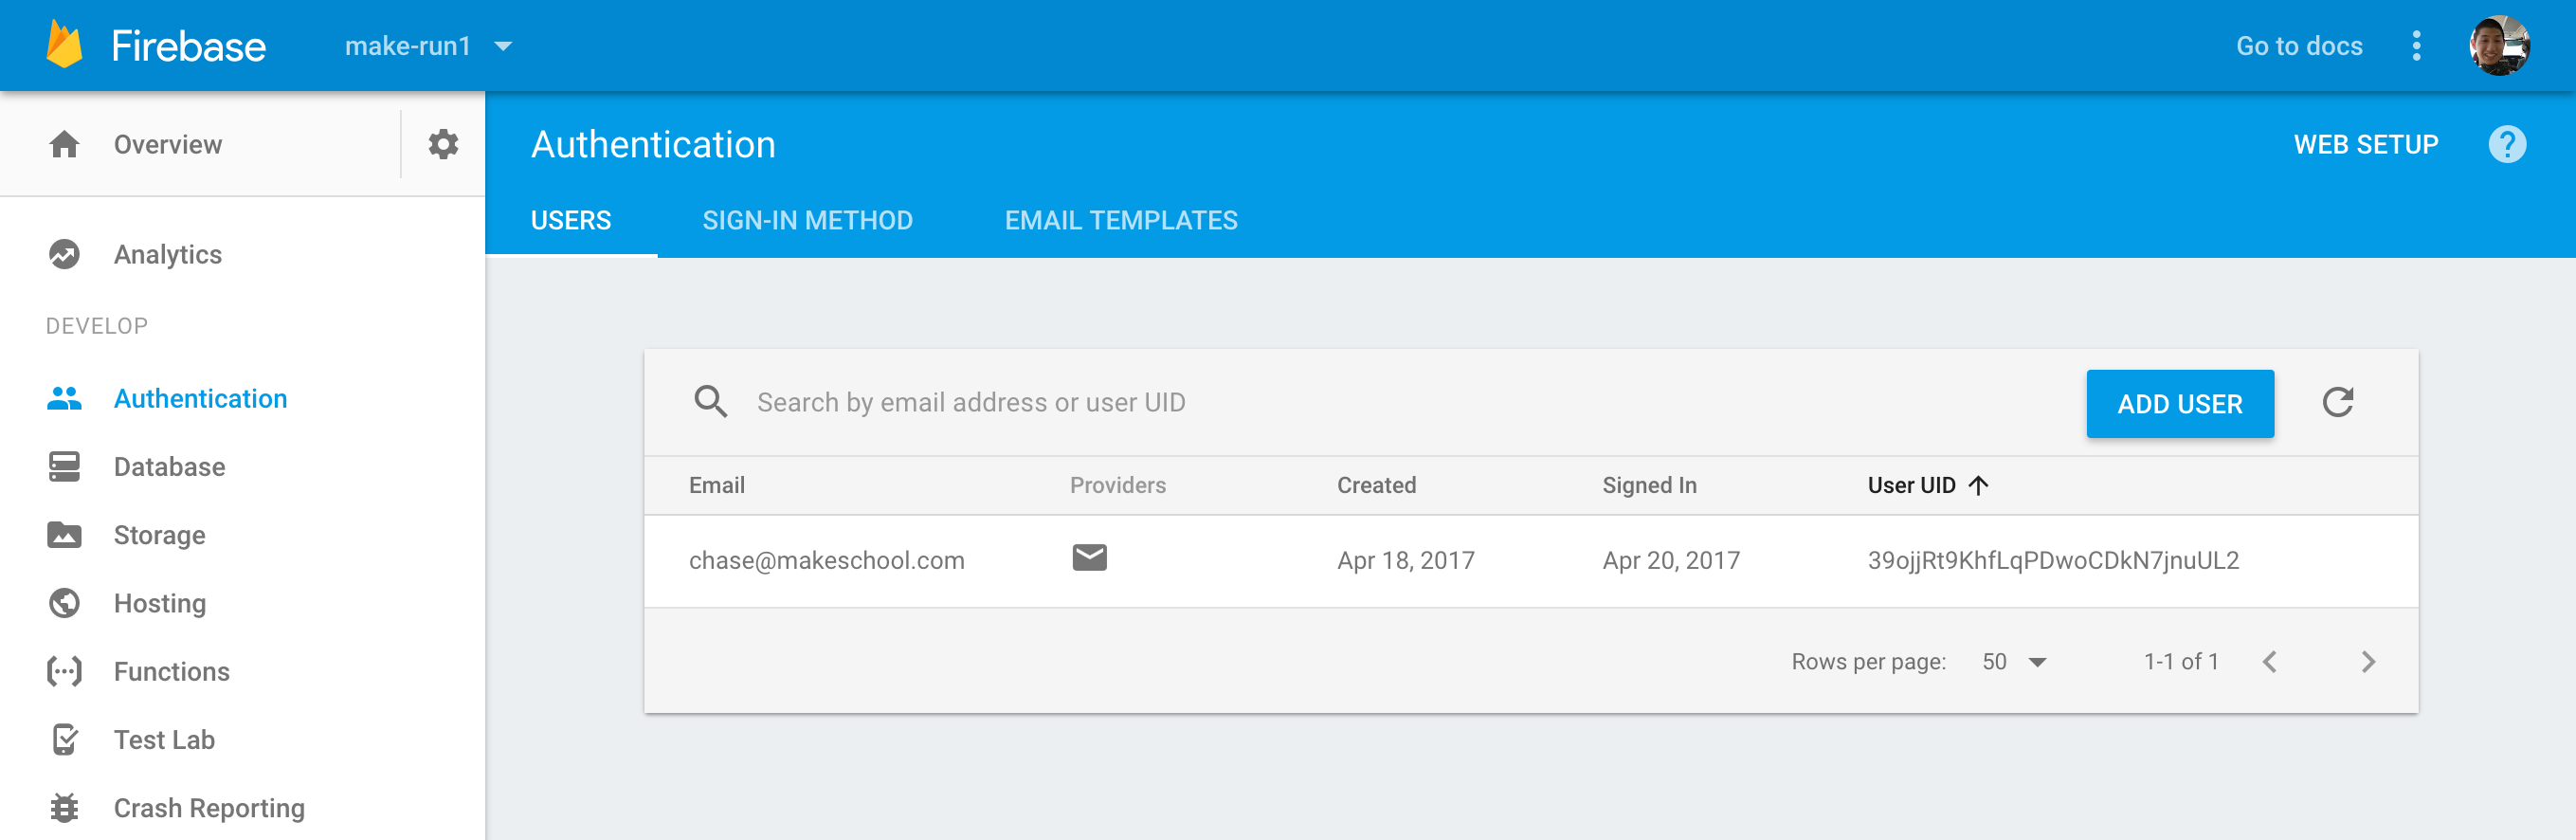 Firebase
make-run1
Go to docs
Overview
Authentication
WEB SETUP
?
USERS
SIGN-IN METHOD
EMAIL TEMPLATES
Analytics
DEVELOP
Authentication
Database
Storage
Hosting
Functions
Test Lab
Crash Reporting
Search by email address or user UID
ADD USER
Email Providers Created Signed In User UID
chase@makeschool.com Apr 18, 2017 Apr 20, 2017 39ojjRt9KhfLqPDwoCDkN7jnuUL2
Rows per page: 50 1-1 of 1